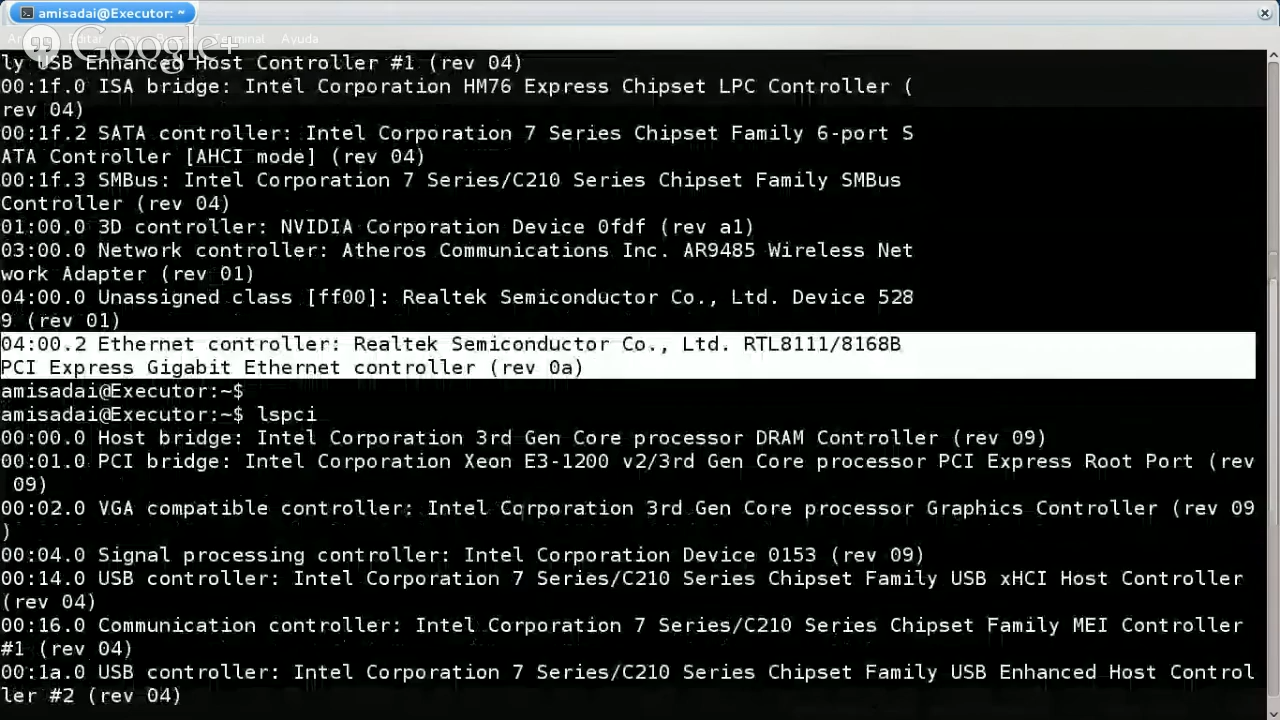 amisadai@Executor: ~
Editar
Terminal Ayuda
Google+
ly USB Enhanced Host Controller #1 (rev 04)
00:1f.0 ISA bridge: Intel Corporation HM76 Express Chipset LPC Controller (
rev 04)
00:1f.2 SATA controller: Intel Corporation 7 Series Chipset Family 6-port S
ATA Controller [AHCI mode] (rev 04)
00:1f.3 SMBus: Intel Corporation 7 Series/C210 Series Chipset Family SMBus
Controller (rev 04)
01:00.0 3D controller: NVIDIA Corporation Device 0fdf (rev a1)
03:00.0 Network controller: Atheros Communications Inc. AR9485 Wireless Net
work Adapter (rev 01)
04:00.0 Unassigned class [ff00]: Realtek Semiconductor Co., Ltd. Device 528
9 (rev 01)
04:00.2 Ethernet controller: Realtek Semiconductor Co., Ltd. RTL8111/8168B
PCI Express Gigabit Ethernet controller (rev 0a)
amisadai@Executor:~$
amisadai@Executor:~$ lspci
00:00.0 Host bridge: Intel Corporation 3rd Gen Core processor DRAM Controller (rev 09)
00:01.0 PCI bridge: Intel Corporation Xeon E3-1200 v2/3rd Gen Core processor PCI Express Root Port (rev
09)
00:02.0 VGA compatible controller: Intel Corporation 3rd Gen Core processor Graphics Controller (rev 09
)
00:04.0 Signal processing controller: Intel Corporation Device 0153 (rev 09)
00:14.0 USB controller: Intel Corporation 7 Series/C210 Series Chipset Family USB xHCI Host Controller
(rev 04)
00:16.0 Communication controller: Intel Corporation 7 Series/C210 Series Chipset Family MEI Controller
#1 (rev 04)
00:1a.0 USB controller: Intel Corporation 7 Series/C210 Series Chipset Family USB Enhanced Host Control
ler #2 (rev 04)